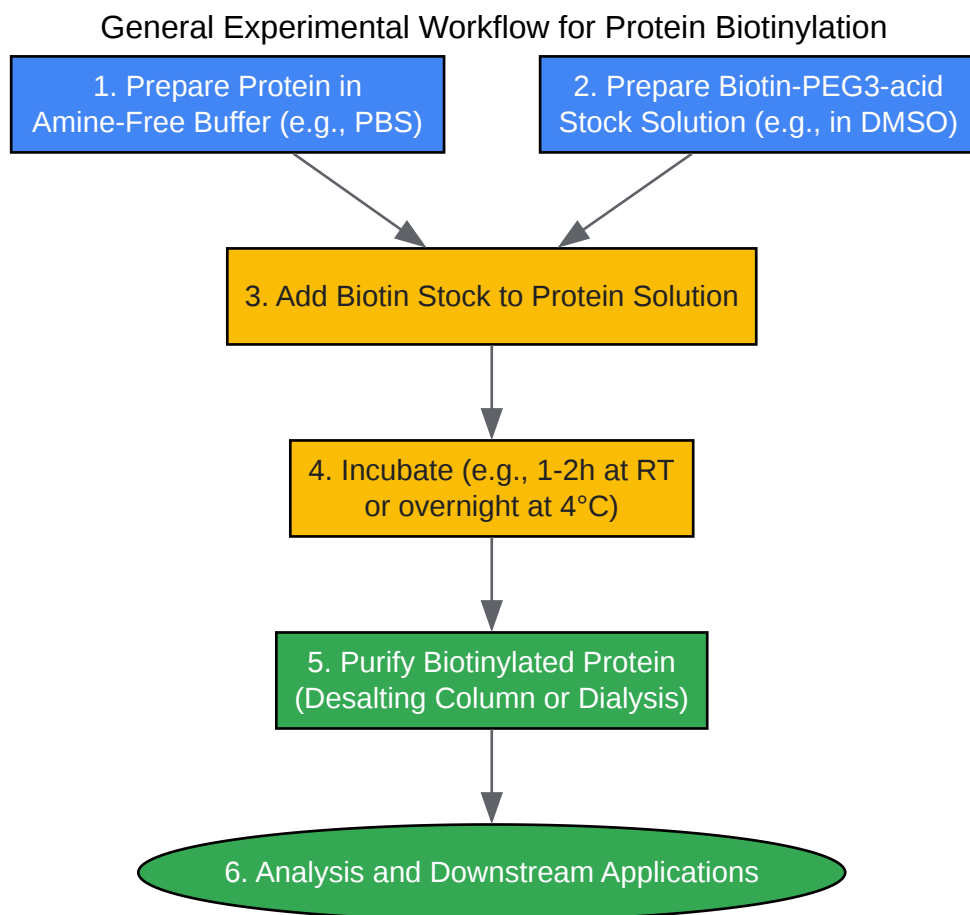 General Experimental Workflow for Protein Biotinylation
1. Prepare Protein in
Amine-Free Buffer (e.g., PBS)
2. Prepare Biotin-PEG3-acid
Stock Solution (e.g., in DMSO)
3. Add Biotin Stock to Protein Solution
4. Incubate (e.g., 1-2h at RT
or overnight at 4°C)
5. Purify Biotinylated Protein
(Desalting Column or Dialysis)
6. Analysis and Downstream Applications